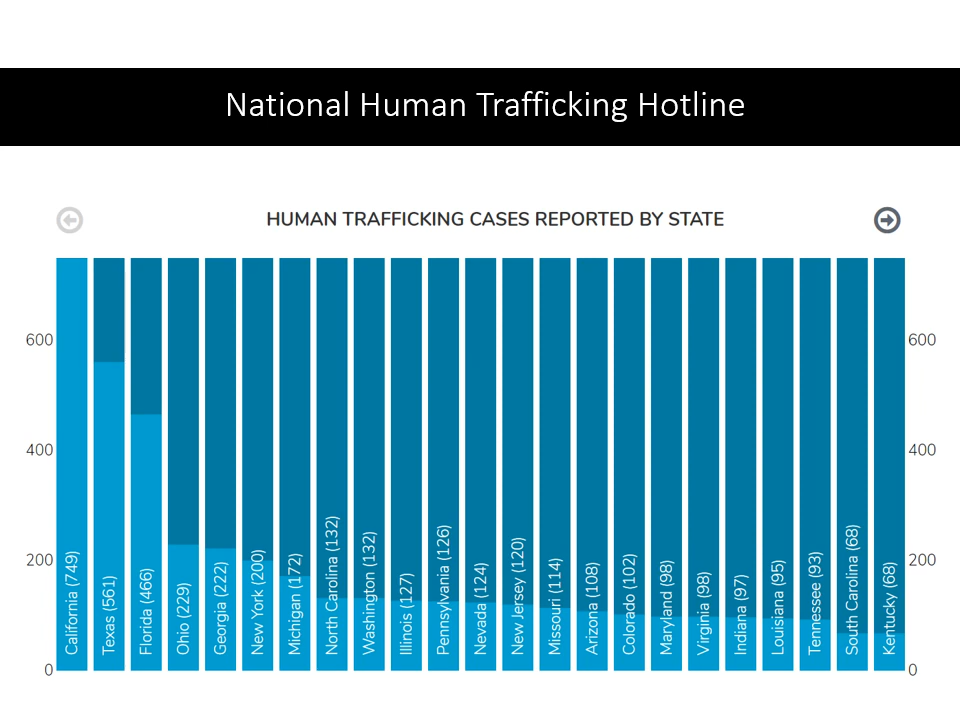 National Human Trafficking Hotline
HUMAN TRAFFICKING CASES REPORTED BY STATE
600
400
200
0
600
400
200
0
California (749)
Texas (561)
Florida (466)
Ohio (229)
Georgia (222)
New York (200)
Michigan (172)
North Carolina (132)
Washington (132)
Illinois (127)
Pennsylvania (126)
Nevada (124)
New Jersey (120)
Missouri (114)
Arizona (108)
Colorado (102)
Maryland (98)
Virginia (98)
Indiana (97)
Louisiana (95)
Tennessee (93)
South Carolina (68)
Kentucky (68)